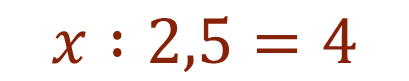 x : 2,5 = 4